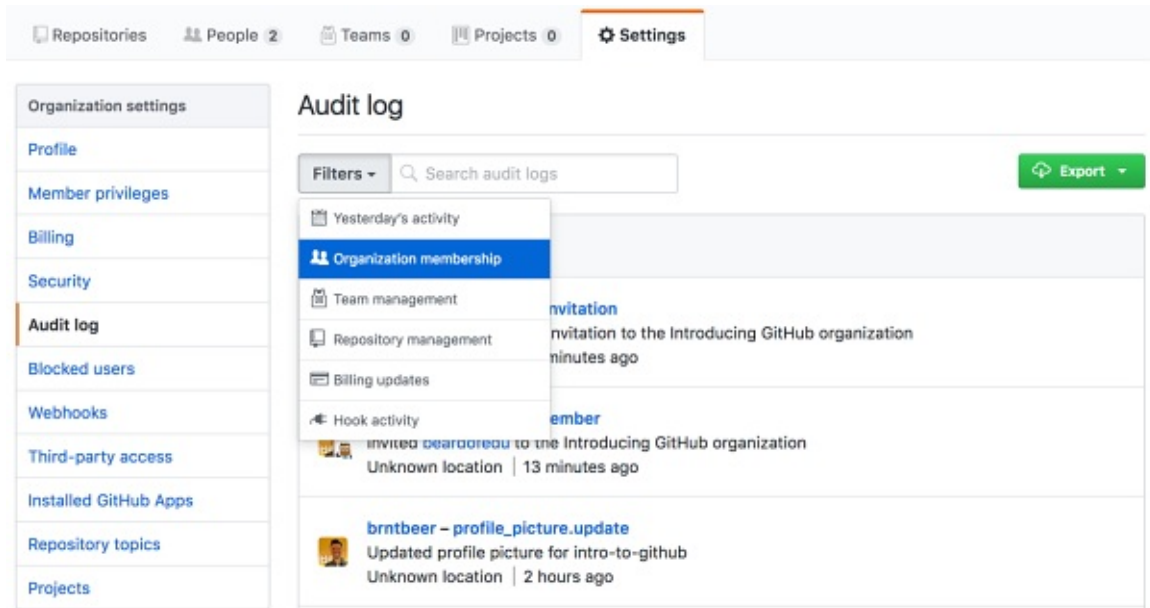 Repositories People 2 Teams 0 Projects 0 Settings
Organization settings
Profile
Member privileges
Billing
Security
Audit log
Blocked users
Webhooks
Third-party access
Installed GitHub Apps
Repository topics
Projects
Audit log
Filters Search audit logs Export
Yesterday's activity
Organization membership
Team management
Repository management
Billing updates
Hook activity
nvitation
nvitation to the Introducing GitHub organization
minutes ago
ember
Invited beardofedu to the Introducing GitHub organization
Unknown location | 13 minutes ago
brntbeer – profile_picture.update
Updated profile picture for intro-to-github
Unknown location | 2 hours ago